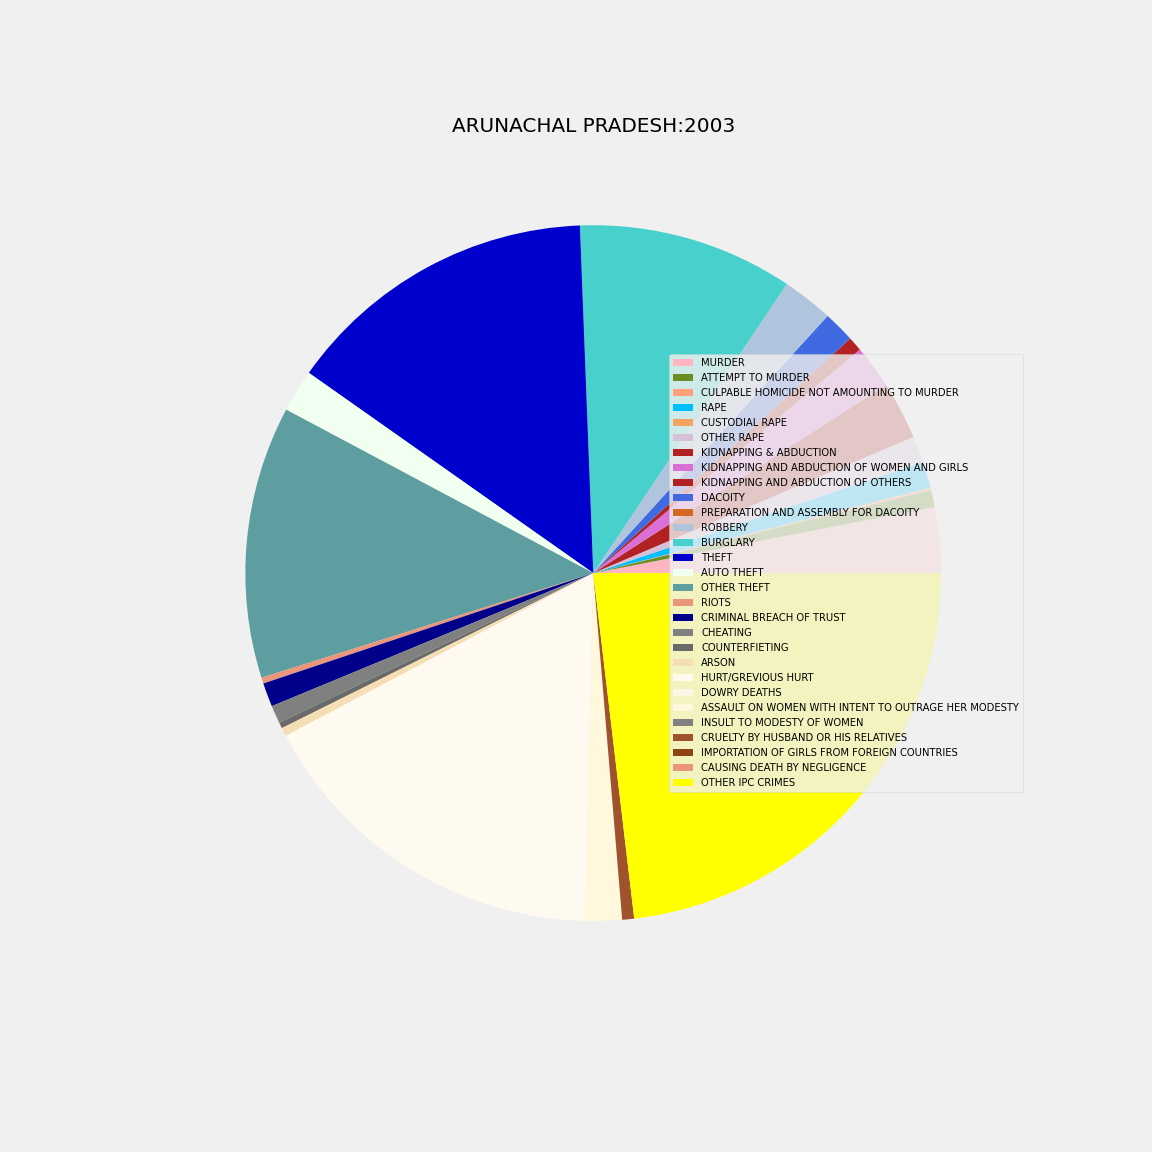 ARUNACHAL PRADESH:2003
MURDER
ATTEMPT TO MURDER
CULPABLE HOMICIDE NOT AMOUNTING TO MURDER
RAPE
CUSTODIAL RAPE
OTHER RAPE
KIDNAPPING & ABDUCTION
KIDNAPPING AND ABDUCTION OF WOMEN AND GIRLS
KIDNAPPING AND ABDUCTION OF OTHERS
DACOITY
PREPARATION AND ASSEMBLY FOR DACOITY
ROBBERY
BURGLARY
THEFT
AUTO THEFT
OTHER THEFT
RIOTS
CRIMINAL BREACH OF TRUST
CHEATING
COUNTERFIETING
ARSON
HURT/GREVIOUS HURT
DOWRY DEATHS
ASSAULT ON WOMEN WITH INTENT TO OUTRAGE HER MODESTY
INSULT TO MODESTY OF WOMEN
CRUELTY BY HUSBAND OR HIS RELATIVES
IMPORTATION OF GIRLS FROM FOREIGN COUNTRIES
CAUSING DEATH BY NEGLIGENCE
OTHER IPC CRIMES